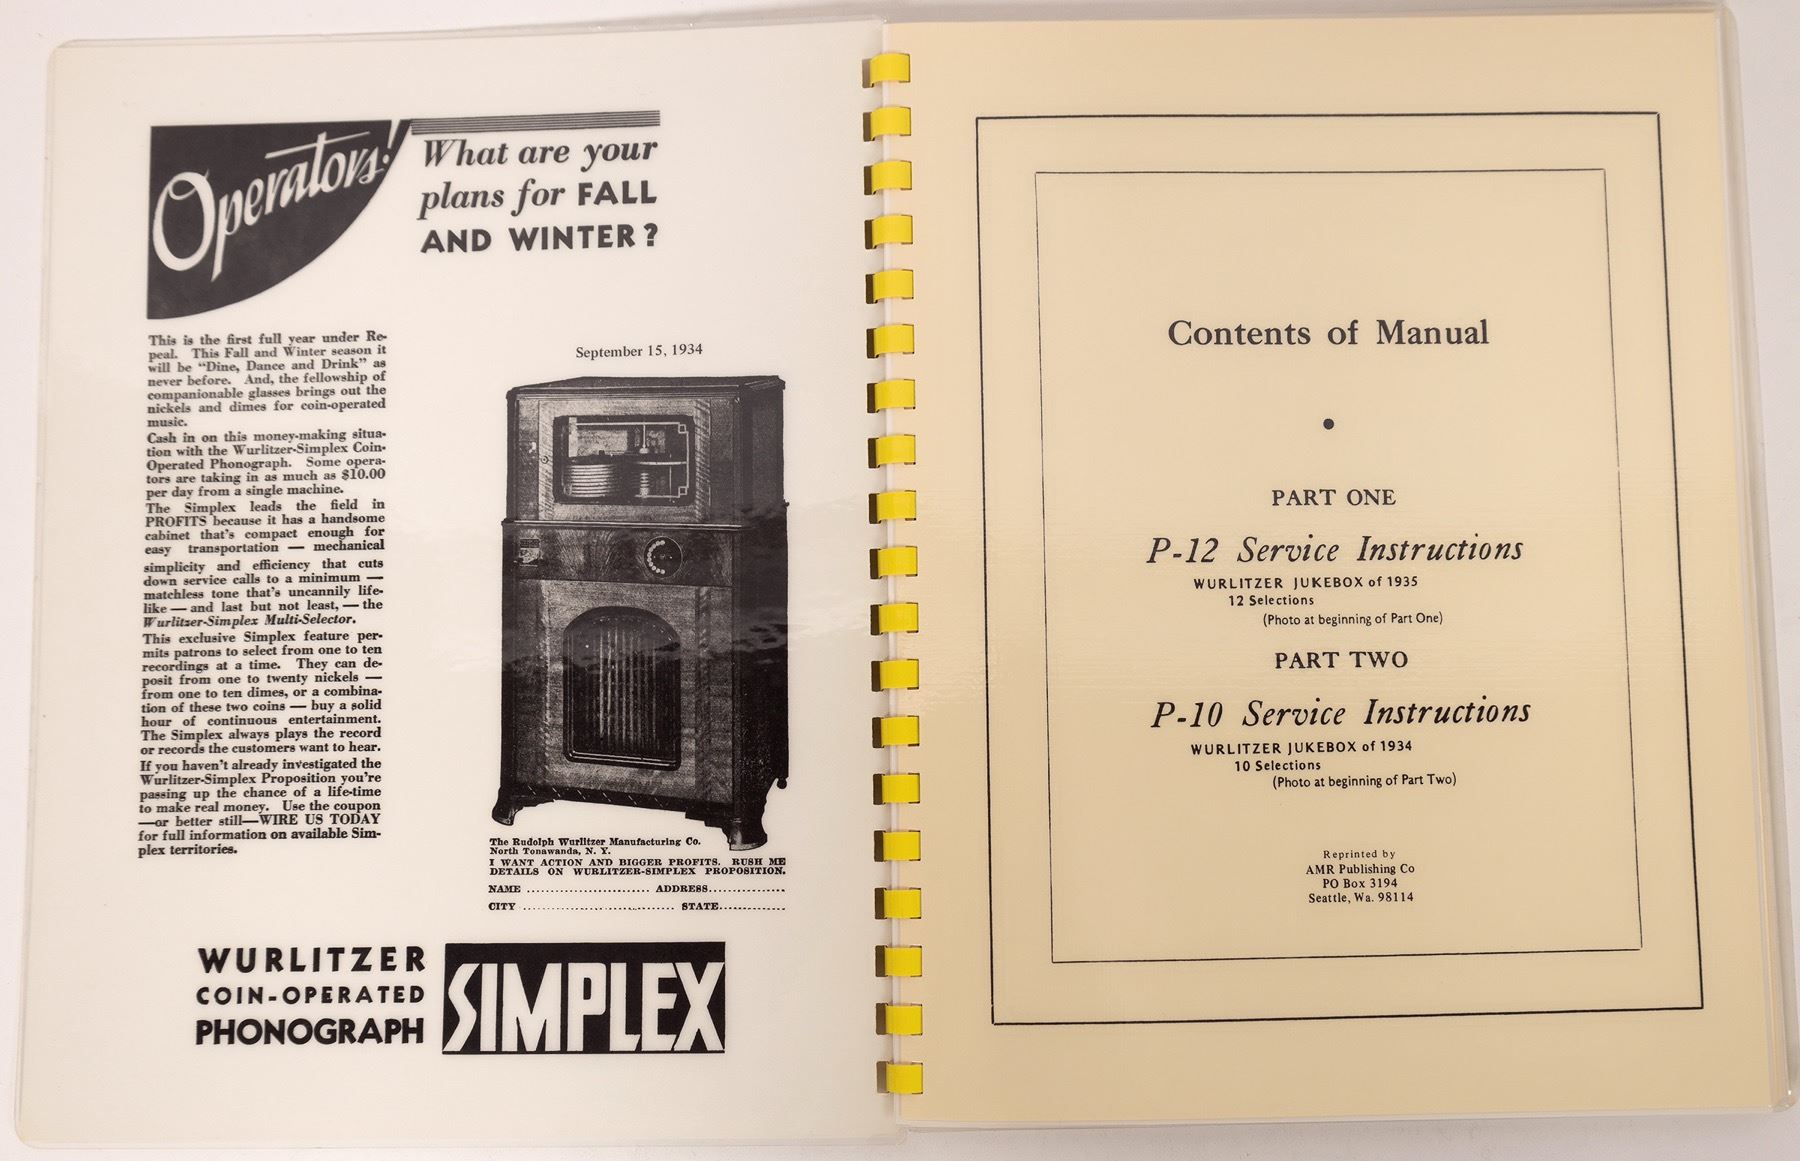 Operators!
What are your
plans for FALL
AND WINTER?
This is the first full year under Re-
peal. This Fall and Winter season it
will be "Dine, Dance and Drink" as
never before. And, the fellowship of
companionable glasses brings out the
nickels and dimes for coin-operated
music.
Cash in on this money-making situa-
tion with the Wurlitzer-Simplex Coin-
Operated Phonograph. Some opera-
tors are taking in as much as $10.00
per day from a single machine.
The Simplex leads the field in
PROFITS because it has a handsome
cabinet that's compact enough for
easy transportation — mechanical
simplicity and efficiency that cuts
down service calls to a minimum —
matchless tone that's uncannily life-
like — and last but not least, — the
Wurlitzer-Simplex Multi-Selector.
This exclusive Simplex feature per-
mits patrons to select from one to ten
recordings at a time. They can de-
posit from one to twenty nickels —
from one to ten dimes, or a combina-
tion of these two coins — buy a solid
hour of continuous entertainment.
The Simplex always plays the record
or records the customers want to hear.
If you haven't already investigated the
Wurlitzer-Simplex Proposition you're
passing up the chance of a life-time
to make real money. Use the coupon
—or better still—WIRE US TODAY
for full information on available Sim-
plex territories.
September 15, 1934
The Rudolph Wurlitzer Manufacturing Co.
North Tonawanda, N. Y.
I WANT ACTION AND BIGGER PROFITS. RUSH ME
DETAILS ON WURLITZER-SIMPLEX PROPOSITION.
NAME ........................ ADDRESS...............
CITY .............................. STATE.............
WURLITZER
COIN-OPERATED
PHONOGRAPH
SIMPLEX
Contents of Manual
•
PART ONE
P-12 Service Instructions
WURLITZER JUKEBOX of 1935
12 Selections
(Photo at beginning of Part One)
PART TWO
P-10 Service Instructions
WURLITZER JUKEBOX of 1934
10 Selections
(Photo at beginning of Part Two)
Reprinted by
AMR Publishing Co
PO Box 3194
Seattle, Wa. 98114